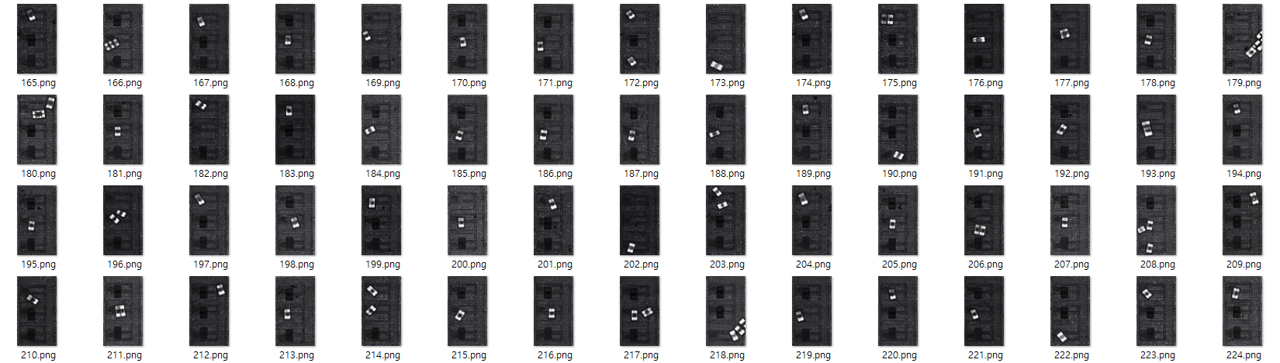 165.png 166.png 167.png 168.png 169.png 170.png 171.png 172.png 173.png 174.png 175.png 176.png 177.png 178.png 179.png
180.png 181.png 182.png 183.png 184.png 185.png 186.png 187.png 188.png 189.png 190.png 191.png 192.png 193.png 194.png
195.png 196.png 197.png 198.png 199.png 200.png 201.png 202.png 203.png 204.png 205.png 206.png 207.png 208.png 209.png
210.png 211.png 212.png 213.png 214.png 215.png 216.png 217.png 218.png 219.png 220.png 221.png 222.png 223.png 224.png